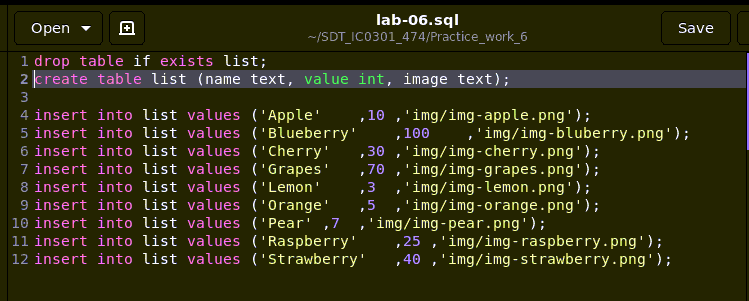 Open
lab-06.sql
~/SDT_IC0301_474/Practice_work_6
Save
1 drop table if exists list;
2 create table list (name text, value int, image text);
3
4 insert into list values ('Apple'    ,10 ,'img/img-apple.png');
5 insert into list values ('Blueberry'    ,100    ,'img/img-bluberry.png');
6 insert into list values ('Cherry'   ,30 ,'img/img-cherry.png');
7 insert into list values ('Grapes'   ,70 ,'img/img-grapes.png');
8 insert into list values ('Lemon'    ,3  ,'img/img-lemon.png');
9 insert into list values ('Orange'   ,5  ,'img/img-orange.png');
10 insert into list values ('Pear' ,7  ,'img/img-pear.png');
11 insert into list values ('Raspberry'    ,25 ,'img/img-raspberry.png');
12 insert into list values ('Strawberry'   ,40 ,'img/img-strawberry.png');